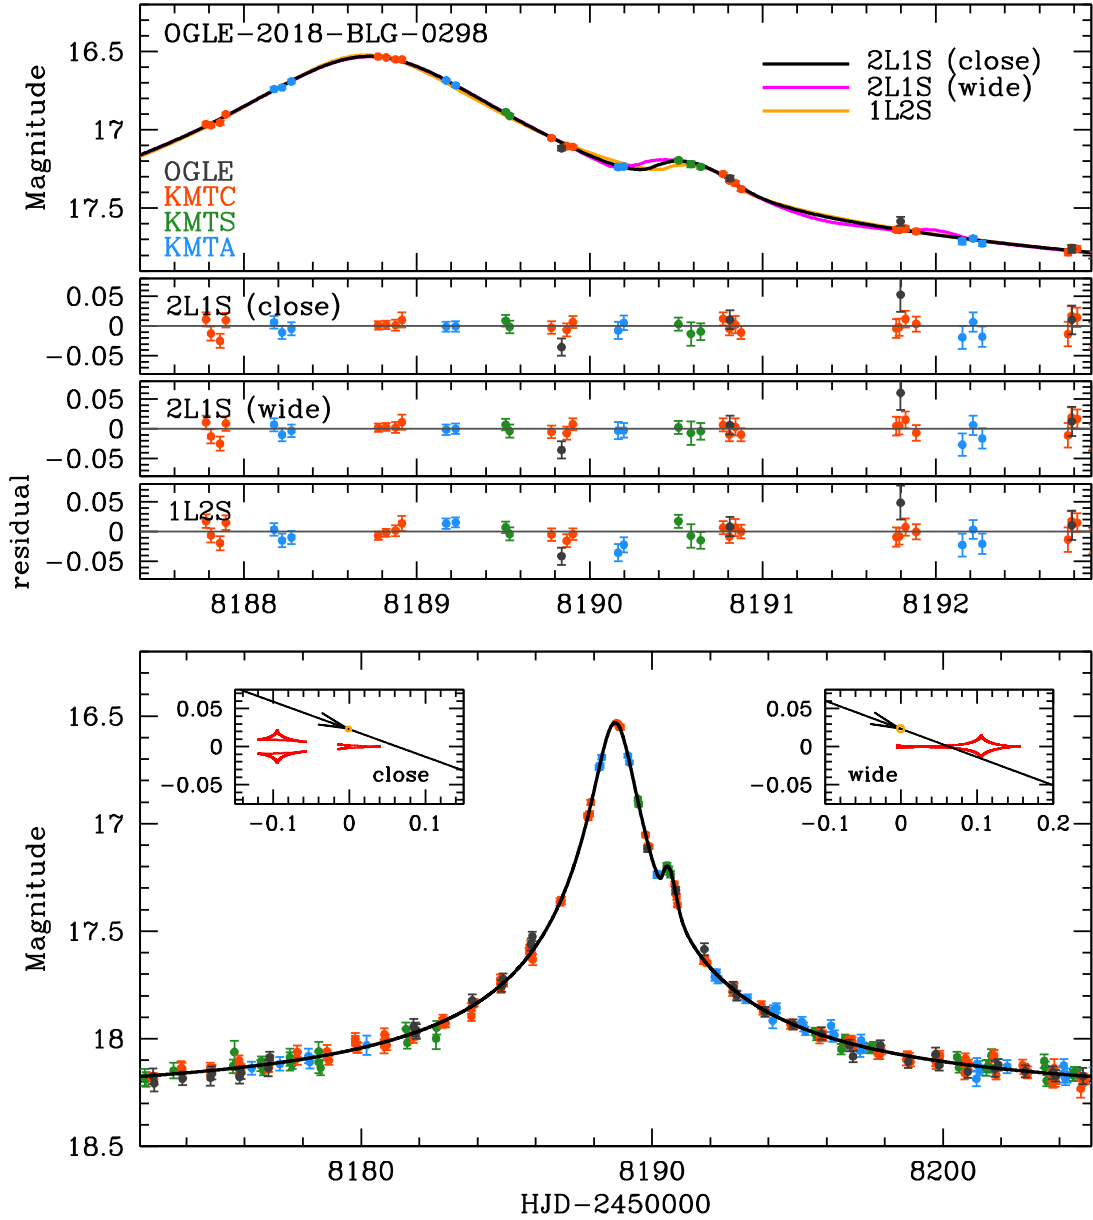 OGLE-2018-BLG-0298
2L1S (close)
2L1S (wide)
1L2S
16.5
17
17.5
Magnitude
OGLE
KMTC
KMTS
KMTA
2L1S (close)
0.05
0
-0.05
2L1S (wide)
0.05
0
-0.05
1L2S
0.05
0
-0.05
residual
8188 8189 8190 8191 8192
16.5
17
17.5
18
18.5
Magnitude
0.05
0
-0.05
close
-0.1 0 0.1
0.05
0
-0.05
wide
-0.1 0 0.1 0.2
8180 8190 8200
HJD-2450000